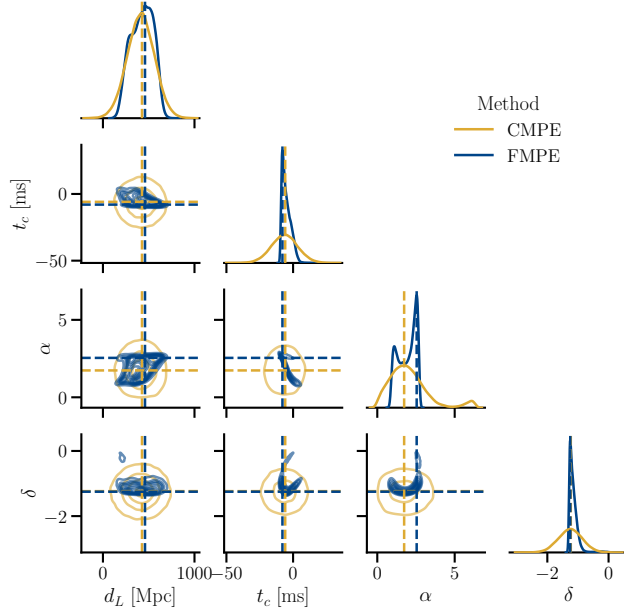 Method
CMPE
FMPE
0
−50
t_c [ms]
5
0
α
0
−2
δ
0
1000
d_L [Mpc]
−50
0
t_c [ms]
0
5
α
−2
0
δ